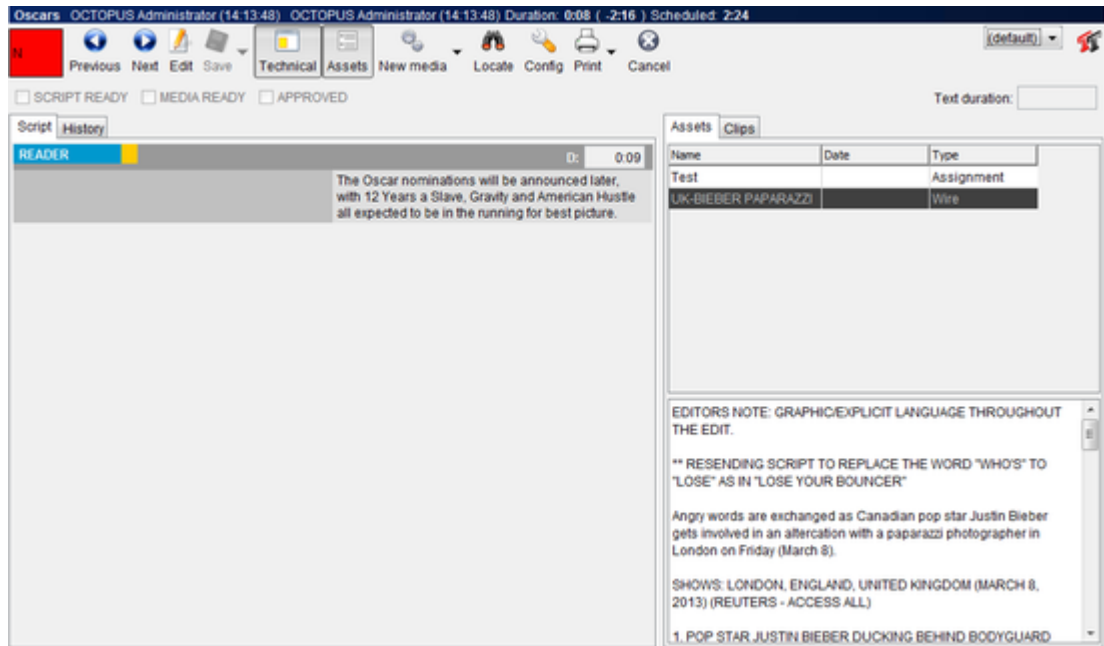 Oscars OCTOPUS Administrator (14:13:48) OCTOPUS Administrator (14:13:48) Duration: 0:08 ( -2:16 ) Scheduled: 2:24
N
Previous Next Edit Save Technical Assets New media Locate Config Print Cancel
(default)
SCRIPT READY MEDIA READY APPROVED
Text duration:
Script History
READER D: 0:09
The Oscar nominations will be announced later,
with 12 Years a Slave, Gravity and American Hustle
all expected to be in the running for best picture.
Assets Clips
Name Date Type
Test Assignment
UK-BIEBER PAPARAZZI Wire
EDITORS NOTE: GRAPHIC/EXPLICIT LANGUAGE THROUGHOUT
THE EDIT.
** RESENDING SCRIPT TO REPLACE THE WORD "WHO'S" TO
"LOSE" AS IN "LOSE YOUR BOUNCER"
Angry words are exchanged as Canadian pop star Justin Bieber
gets involved in an altercation with a paparazzi photographer in
London on Friday (March 8).
SHOWS: LONDON, ENGLAND, UNITED KINGDOM (MARCH 8,
2013) (REUTERS - ACCESS ALL)
1. POP STAR JUSTIN BIEBER DUCKING BEHIND BODYGUARD